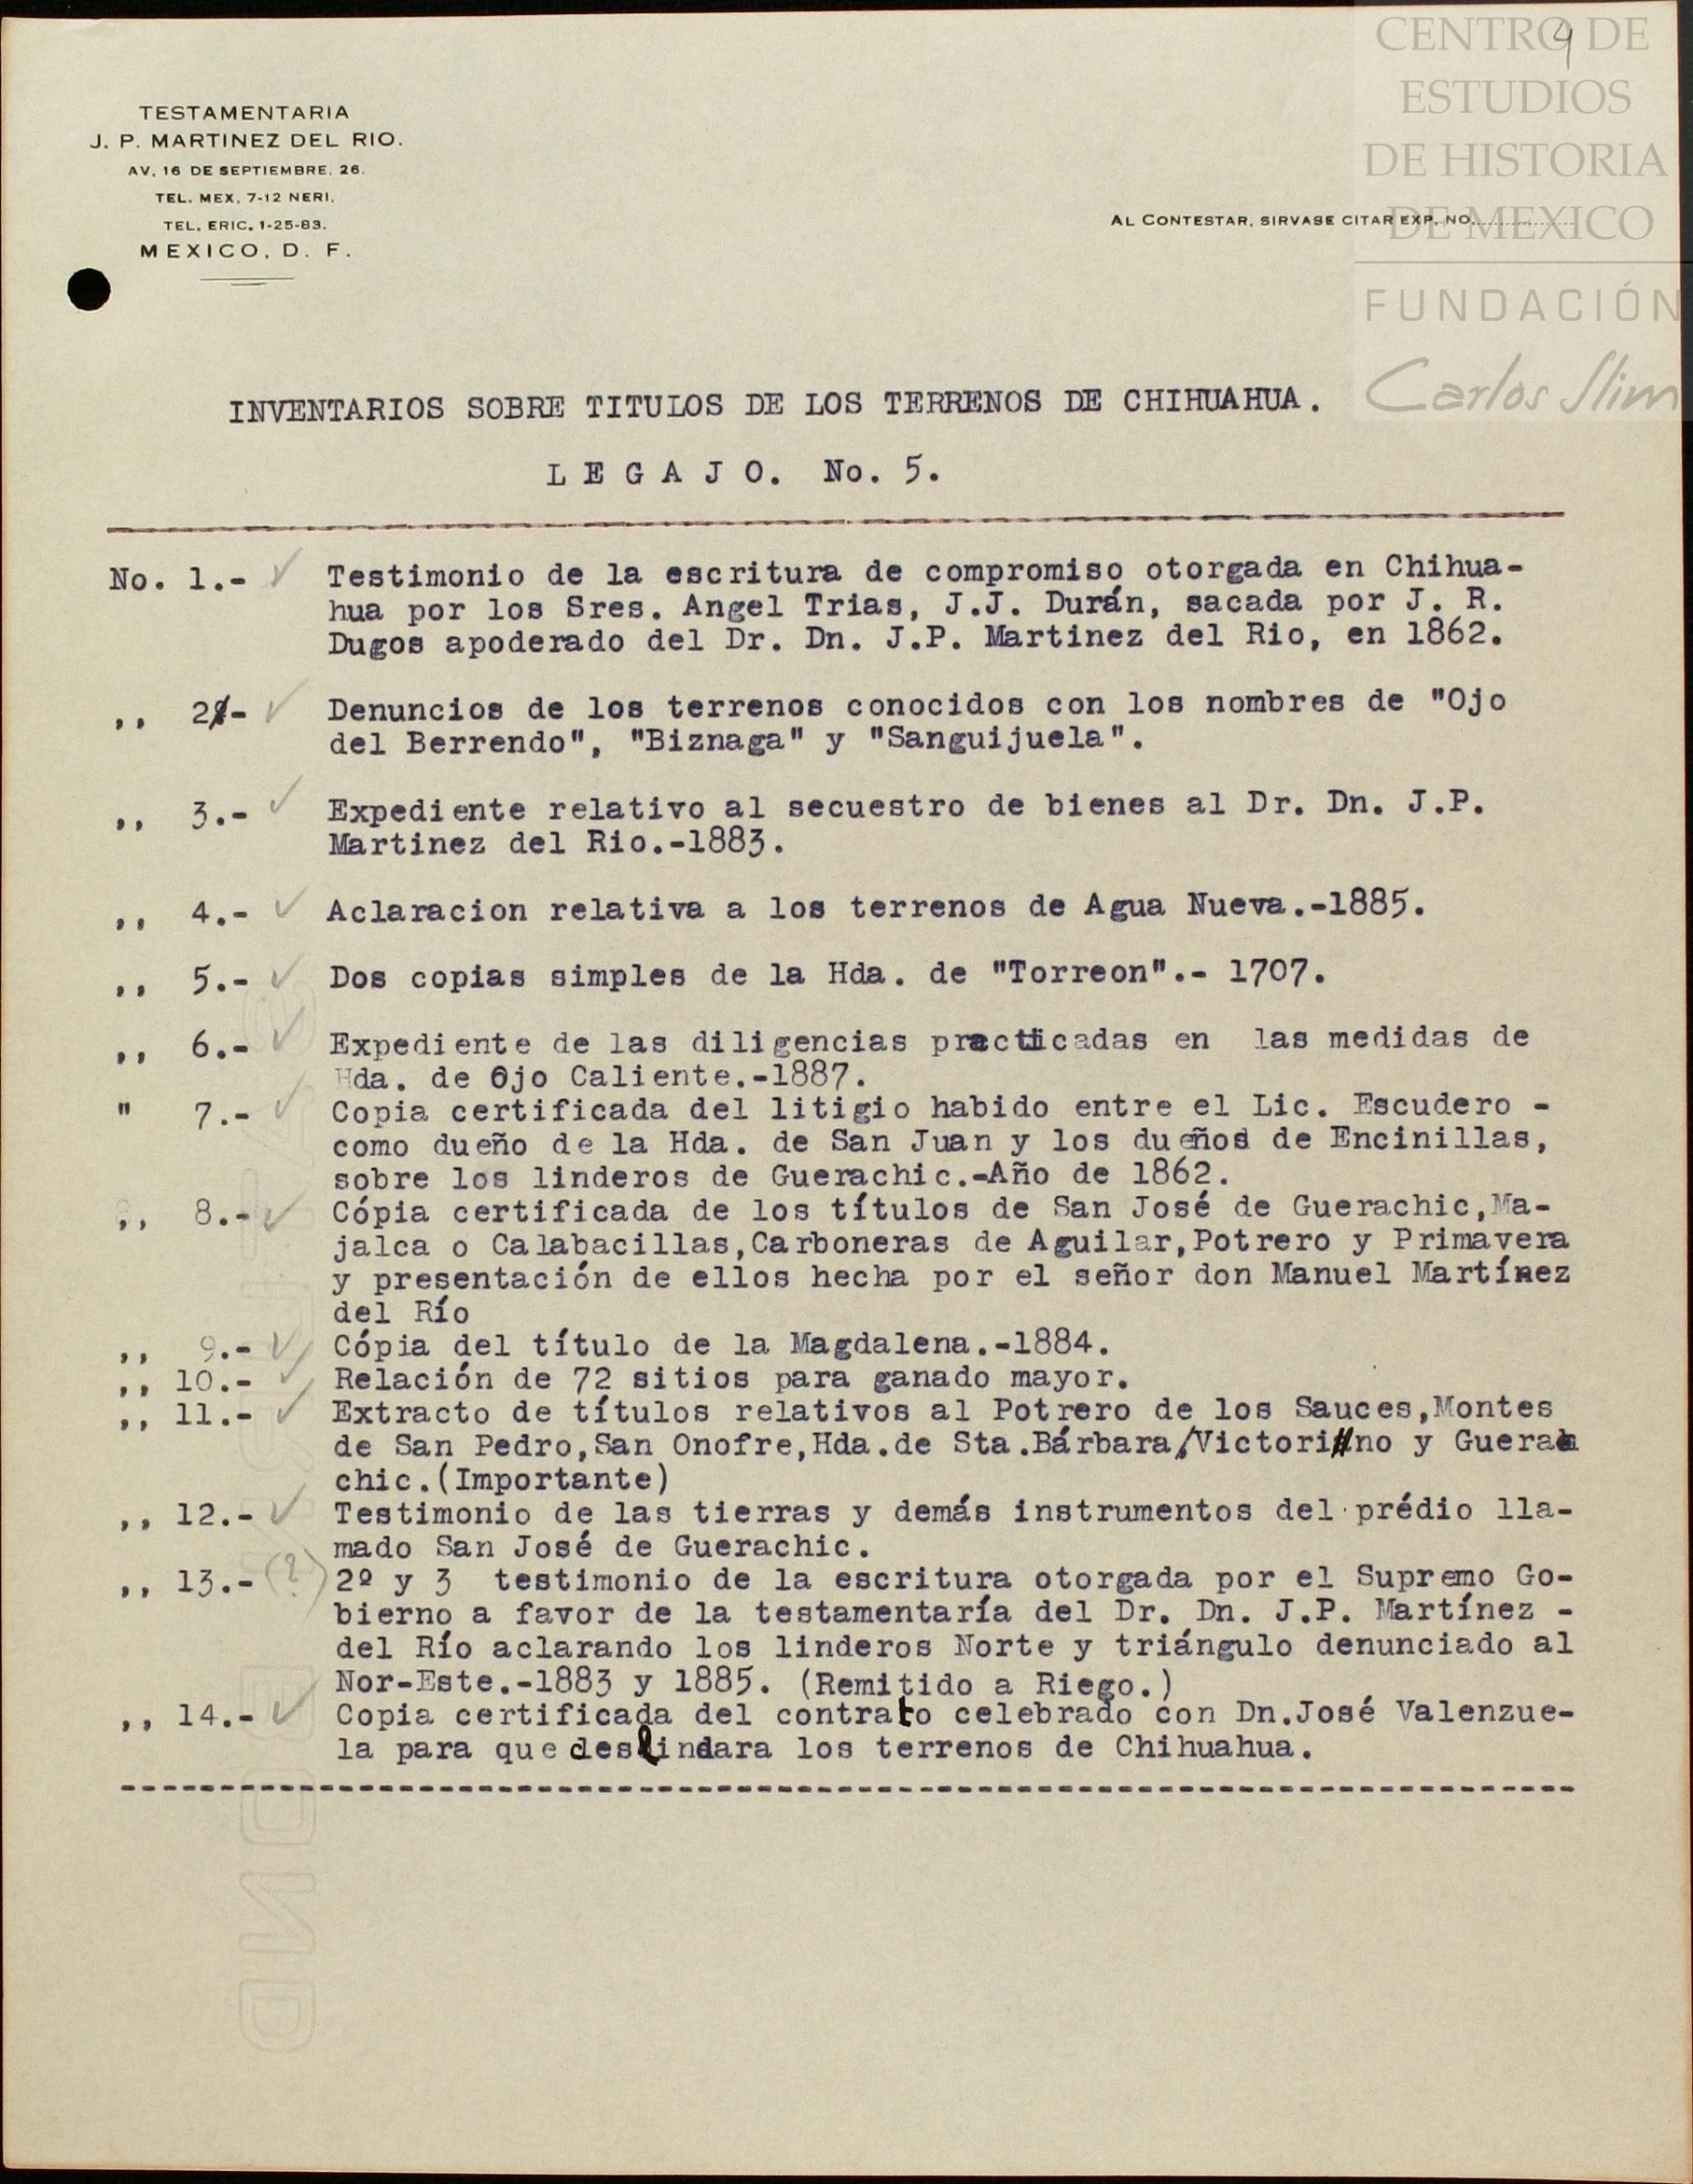 4
CENTRO DE
ESTUDIOS
DE HISTORIA
DE MEXICO
FUNDACIÓN
Carlos Slim
TESTAMENTARIA
J. P. MARTINEZ DEL RIO.
AV. 16 DE SEPTIEMBRE, 26.
TEL. MEX. 7-12 NERI.
TEL. ERIC. 1-25-83.
MEXICO, D. F.
AL CONTESTAR, SIRVASE CITAR EXP. NO.
INVENTARIOS SOBRE TITULOS DE LOS TERRENOS DE CHIHUAHUA.
L E G A J O. No. 5.
No. 1.- ✓ Testimonio de la escritura de compromiso otorgada en Chihua-
hua por los Sres. Angel Trias, J.J. Durán, sacada por J. R.
Dugos apoderado del Dr. Dn. J.P. Martinez del Rio, en 1862.
,, 2.- ✓ Denuncios de los terrenos conocidos con los nombres de "Ojo
del Berrendo", "Biznaga" y "Sanguijuela".
,, 3.- ✓ Expediente relativo al secuestro de bienes al Dr. Dn. J.P.
Martinez del Rio.-1883.
,, 4.- ✓ Aclaracion relativa a los terrenos de Agua Nueva.-1885.
,, 5.- ✓ Dos copias simples de la Hda. de "Torreon".- 1707.
,, 6.- ✓ Expediente de las diligencias practicadas en las medidas de
Hda. de Ojo Caliente.-1887.
" 7.- ✓ Copia certificada del litigio habido entre el Lic. Escudero -
como dueño de la Hda. de San Juan y los dueños de Encinillas,
sobre los linderos de Guerachic.-Año de 1862.
,, 8.- ✓ Cópia certificada de los títulos de San José de Guerachic,Ma-
jalca o Calabacillas,Carboneras de Aguilar,Potrero y Primavera
y presentación de ellos hecha por el señor don Manuel Martínez
del Río
,, 9.- ✓ Cópia del título de la Magdalena.-1884.
,, 10.- ✓ Relación de 72 sitios para ganado mayor.
,, 11.- ✓ Extracto de títulos relativos al Potrero de los Sauces,Montes
de San Pedro,San Onofre,Hda.de Sta.Bárbara,Victorino y Guera
chic.(Importante)
,, 12.- ✓ Testimonio de las tierras y demás instrumentos del prédio lla-
mado San José de Guerachic.
,, 13.- (?) 2º y 3 testimonio de la escritura otorgada por el Supremo Go-
bierno a favor de la testamentaría del Dr. Dn. J.P. Martínez -
del Río aclarando los linderos Norte y triángulo denunciado al
Nor-Este.-1883 y 1885. (Remitido a Riego.)
,, 14.- ✓ Copia certificada del contrato celebrado con Dn.José Valenzue-
la para que deslindara los terrenos de Chihuahua.